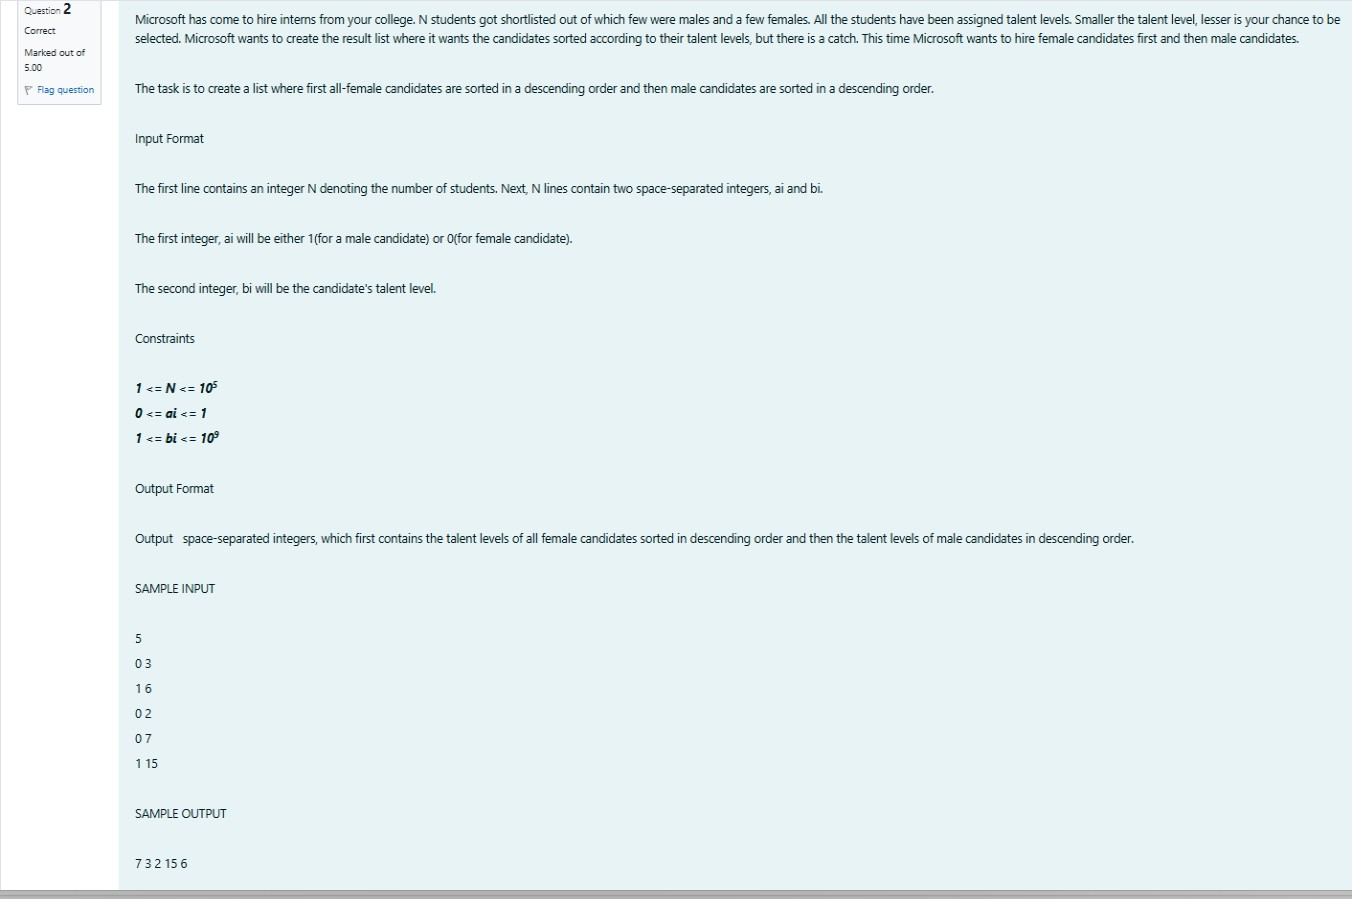 Question 2
Correct
Marked out of
5.00
Flag question
Microsoft has come to hire interns from your college. N students got shortlisted out of which few were males and a few females. All the students have been assigned talent levels. Smaller the talent level, lesser is your chance to be
selected. Microsoft wants to create the result list where it wants the candidates sorted according to their talent levels, but there is a catch. This time Microsoft wants to hire female candidates first and then male candidates.
The task is to create a list where first all-female candidates are sorted in a descending order and then male candidates are sorted in a descending order.
Input Format
The first line contains an integer N denoting the number of students. Next, N lines contain two space-separated integers, ai and bi.
The first integer, ai will be either 1(for a male candidate) or 0(for female candidate).
The second integer, bi will be the candidate's talent level.
Constraints
1 <= N <= 10⁵
0 <= ai <= 1
1 <= bi <= 10⁹
Output Format
Output space-separated integers, which first contains the talent levels of all female candidates sorted in descending order and then the talent levels of male candidates in descending order.
SAMPLE INPUT
5
0 3
1 6
0 2
0 7
1 15
SAMPLE OUTPUT
7 3 2 15 6